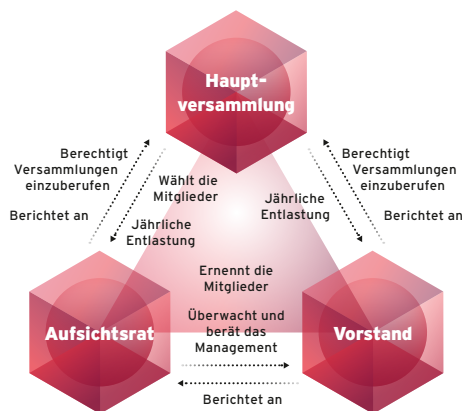 Haupt-
versammlung
Berechtigt
Versammlungen
einzuberufen
Berichtet an
Wählt die
Mitglieder
Jährliche
Entlastung
Jährliche
Entlastung
Berechtigt
Versammlungen
einzuberufen
Berichtet an
Ernennt die
Mitglieder
Überwacht und
berät das
Management
Aufsichtsrat
Vorstand
Berichtet an